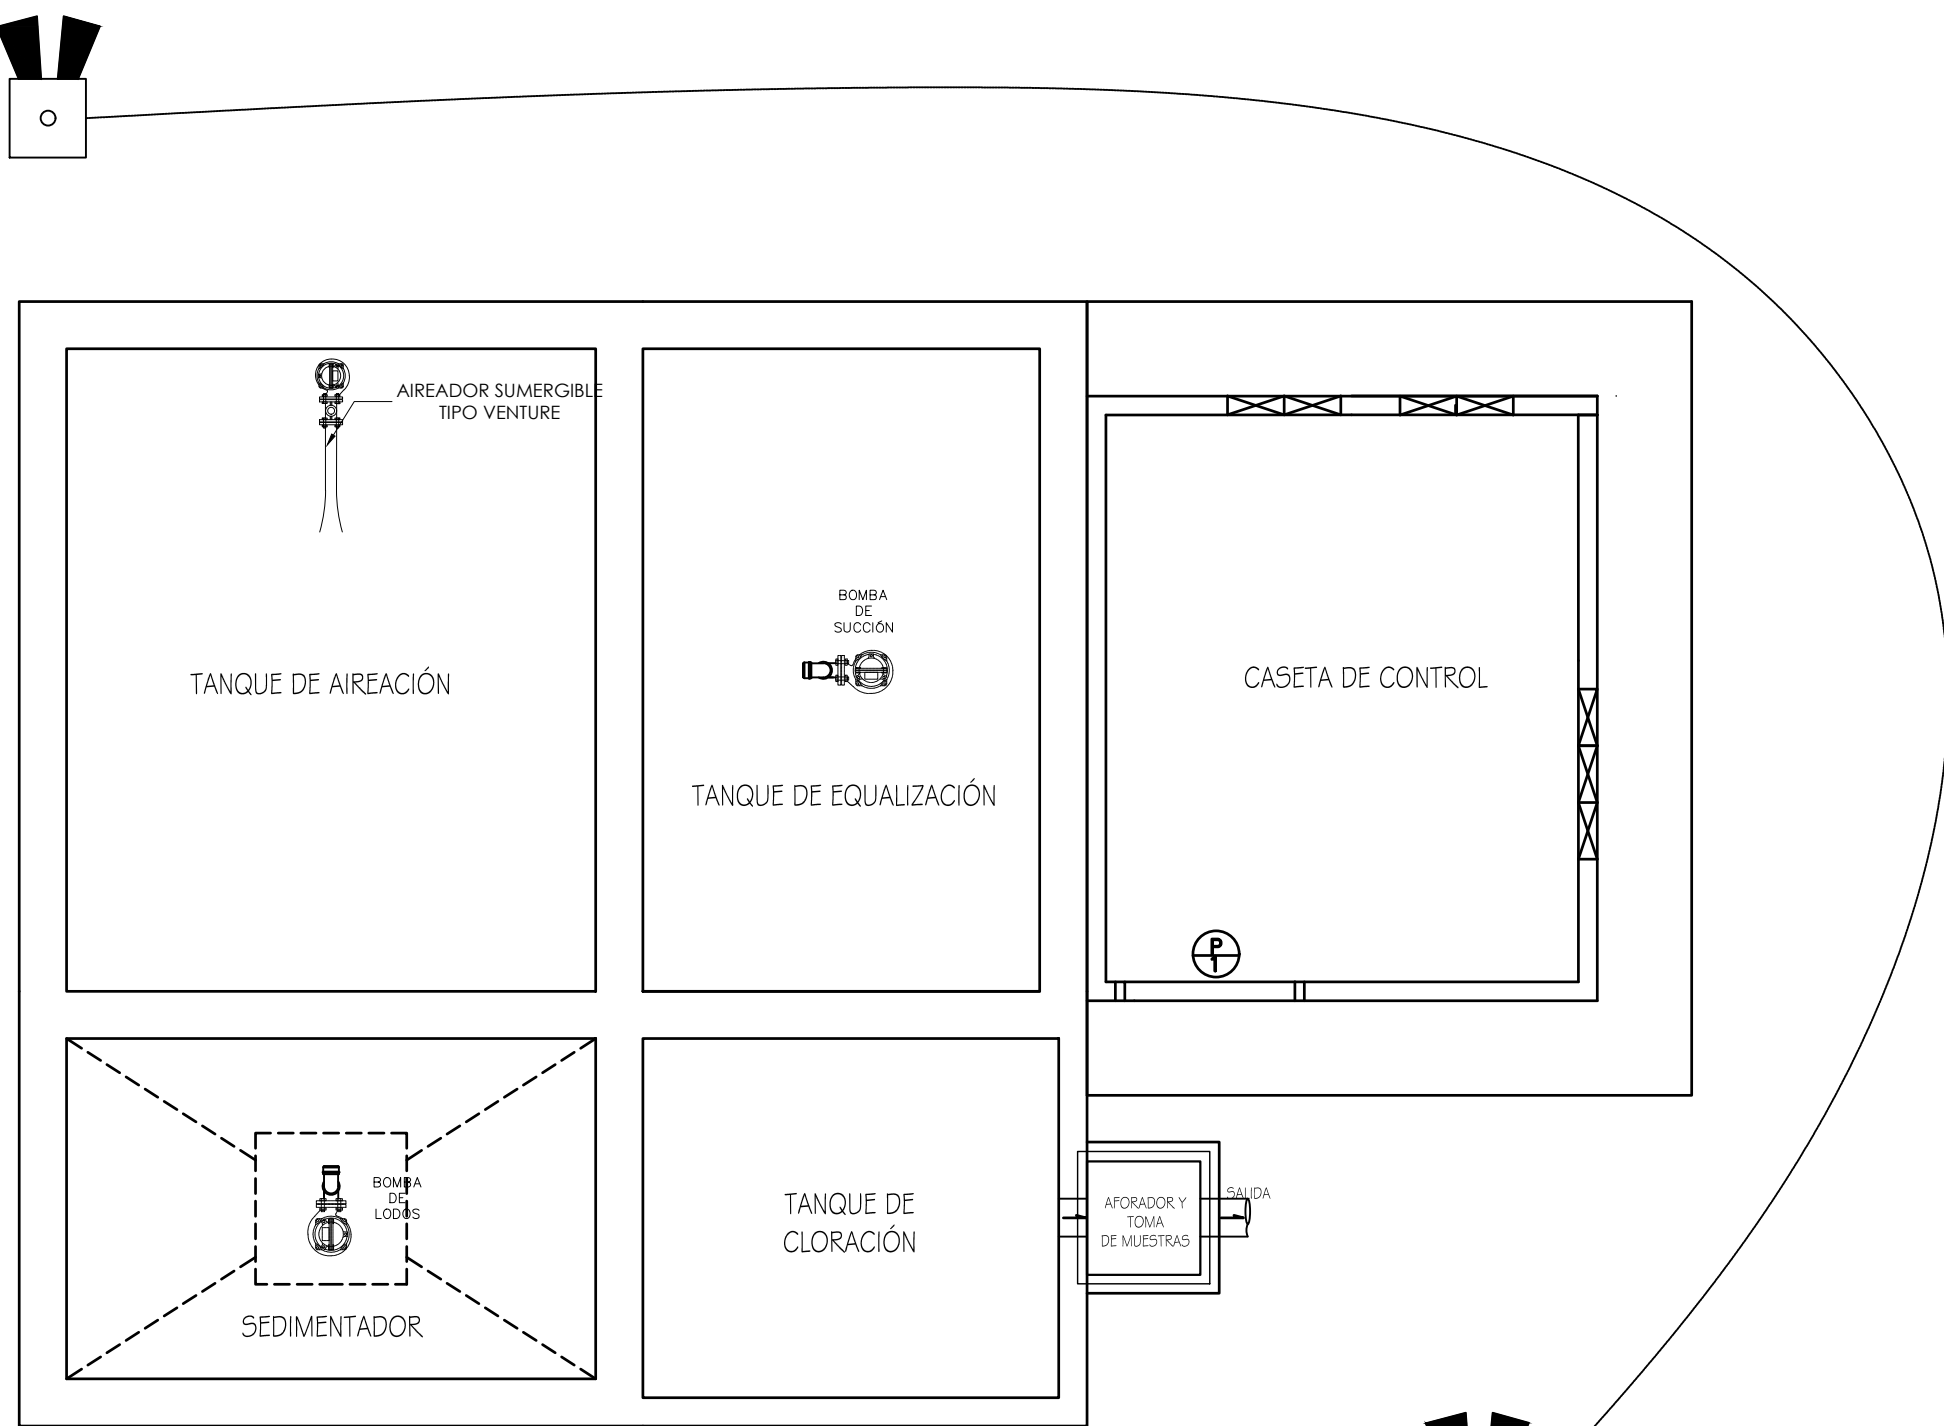 AIREADOR SUMERGIBLE
TIPO VENTURE
BOMBA
DE
SUCCIÓN
TANQUE DE AIREACIÓN
CASETA DE CONTROL
TANQUE DE EQUALIZACIÓN
P
1
BOMBA
DE
LODOS
SEDIMENTADOR
TANQUE DE
CLORACIÓN
AFORADOR Y
TOMA
DE MUESTRAS
SALIDA